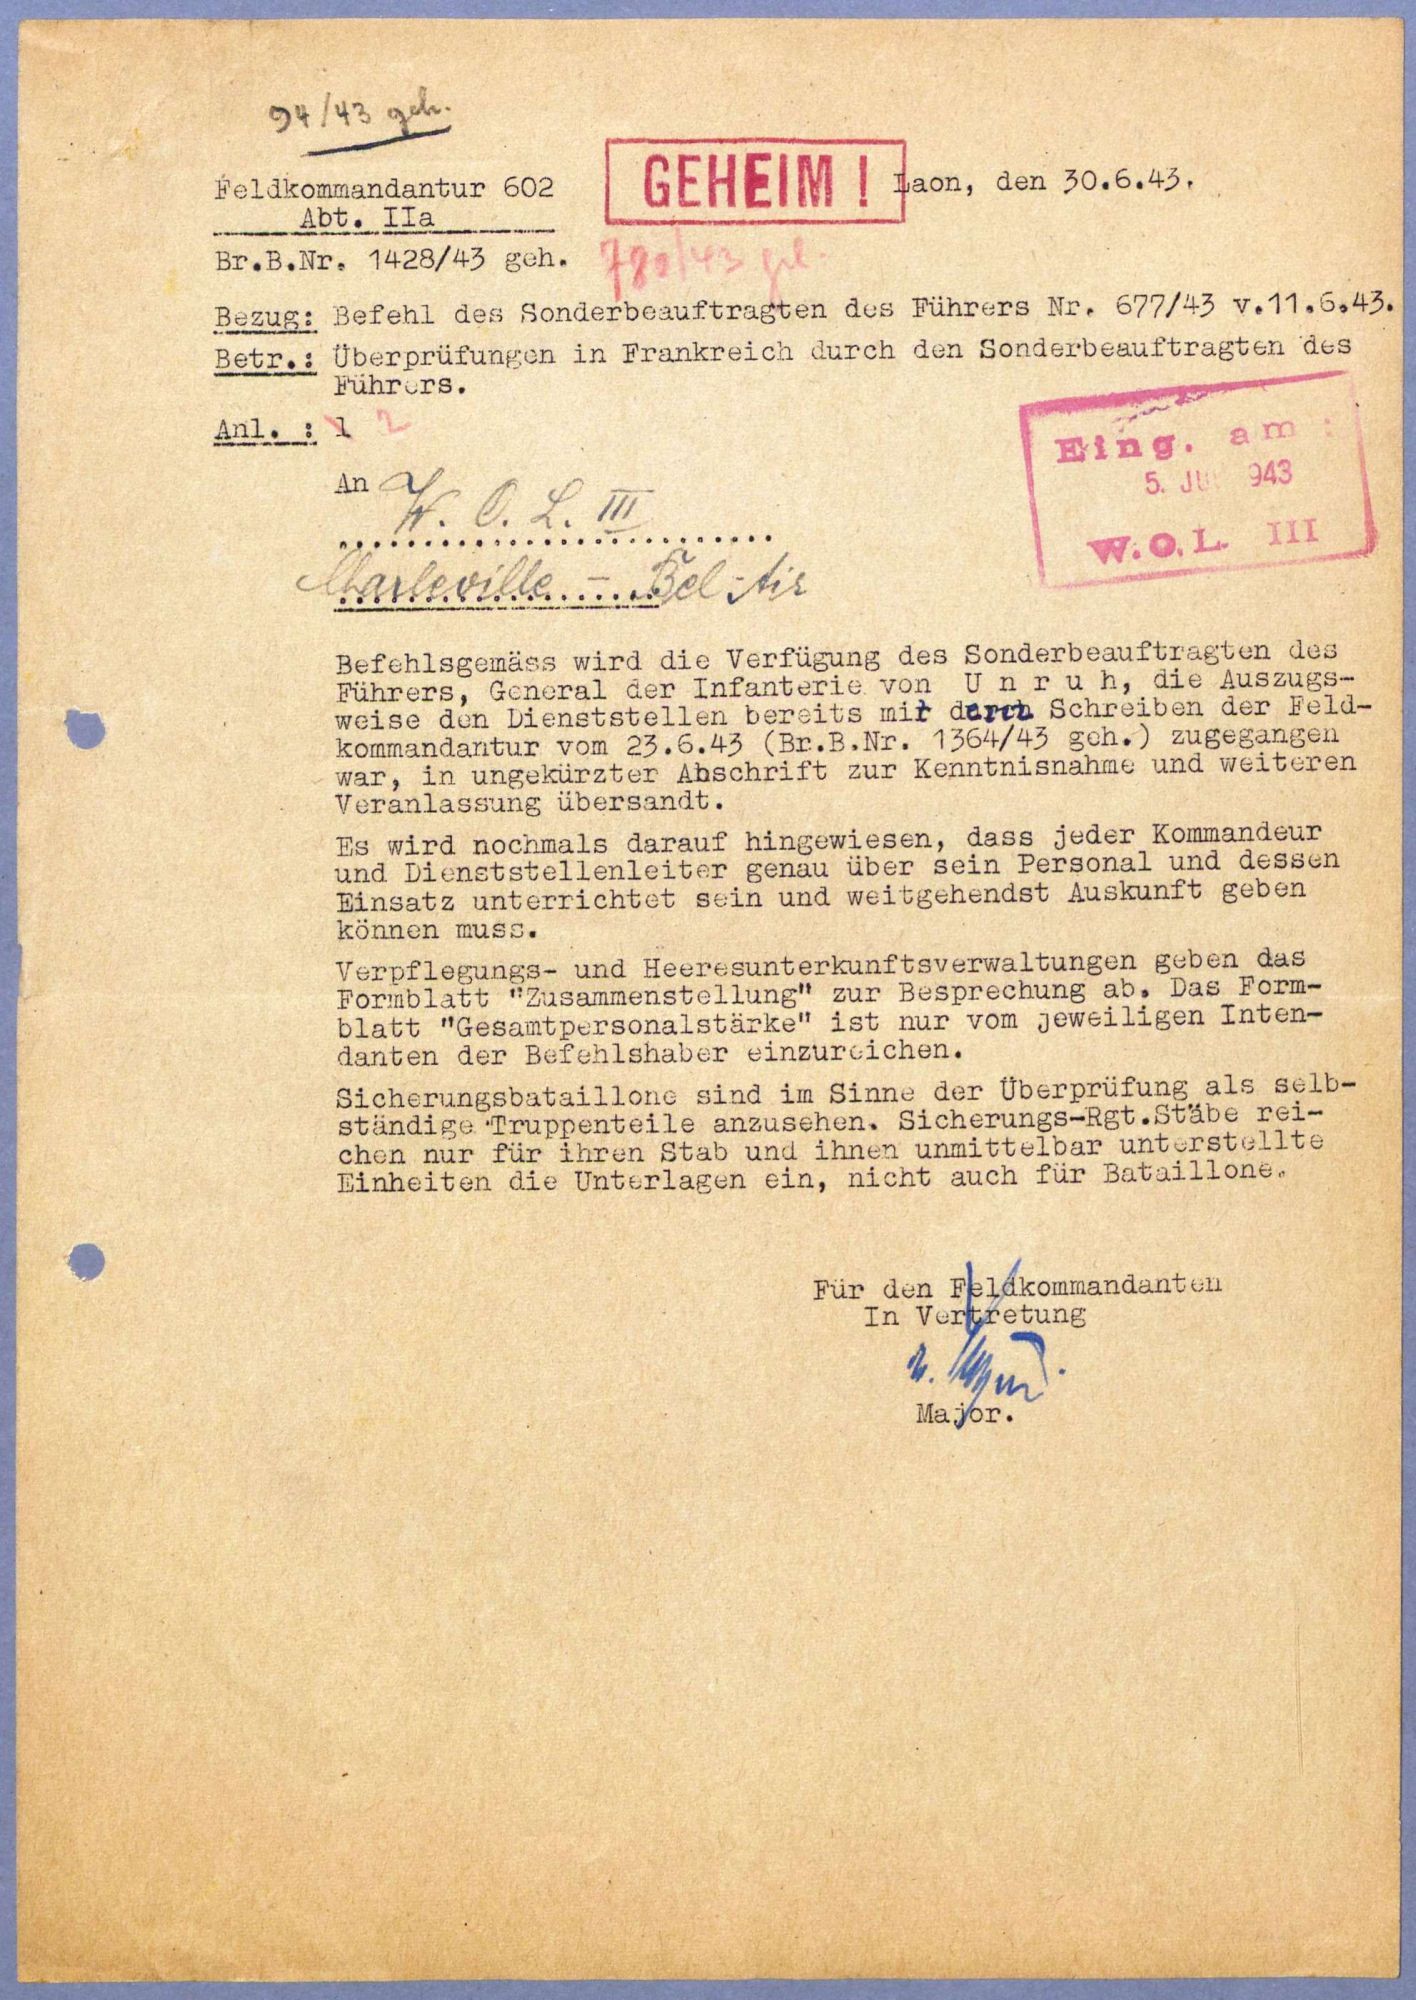 94/43 geh.
GEHEIM !
Feldkommandantur 602
Laon, den 30.6.43.
Abt. IIa
Br.B.Nr. 1428/43 geh.
Bezug: Befehl des Sonderbeauftragten des Führers Nr. 677/43 v.11.6.43.
Betr.: Überprüfungen in Frankreich durch den Sonderbeauftragten des
Führers.
Anl. : 1 2
Eing. am :
5. JU 943
W.O.L. III
An W. O. L. III
Charleville - Bel-Air
Befehlsgemäss wird die Verfügung des Sonderbeauftragten des
Führers, General der Infanterie von U n r u h, die Auszugs-
weise den Dienststellen bereits mit Schreiben der Feld-
kommandantur vom 23.6.43 (Br.B.Nr. 1364/43 geh.) zugegangen
war, in ungekürzter Abschrift zur Kenntnisnahme und weiteren
Veranlassung übersandt.
Es wird nochmals darauf hingewiesen, dass jeder Kommandeur
und Dienststellenleiter genau über sein Personal und dessen
Einsatz unterrichtet sein und weitgehendst Auskunft geben
können muss.
Verpflegungs- und Heeresunterkunftsverwaltungen geben das
Formblatt "Zusammenstellung" zur Besprechung ab. Das Form-
blatt "Gesamtpersonalstärke" ist nur vom jeweiligen Inten-
danten der Befehlshaber einzureichen.
Sicherungsbataillone sind im Sinne der Überprüfung als selb-
ständige Truppenteile anzusehen. Sicherungs-Rgt.Stäbe rei-
chen nur für ihren Stab und ihnen unmittelbar unterstellte
Einheiten die Unterlagen ein, nicht auch für Bataillone.
Für den Feldkommandanten
In Vertretung
Major.